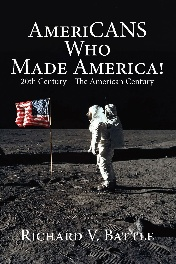 AmeriCANS
Who
Made America!
20th Century – The American Century
Richard V. Battle